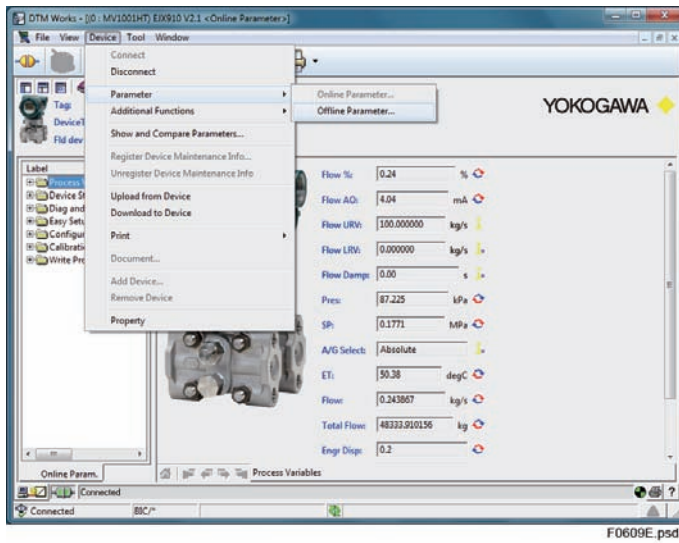 DTM Works - [(0 : MV1001HT) EJX910 V2.1 <Online Parameter>]
File View Device Tool Window
Connect
Disconnect
Parameter
Additional Functions
Show and Compare Parameters...
Register Device Maintenance Info...
Unregister Device Maintenance Info
Upload from Device
Download to Device
Print
Document...
Add Device...
Remove Device
Property
Online Parameter...
Offline Parameter...
Tag:
Fld dev
YOKOGAWA
Label
Process
Device St
Diag and
Easy Setu
Configur
Calibrati
Write Pro
Flow %: 0.24 %
Flow AO: 4.04 mA
Flow URV: 100.000000 kg/s
Flow LRV: 0.000000 kg/s
Flow Damp: 0.00 s
Pres: 87.225 kPa
SP: 0.1771 MPa
A/G Select: Absolute
ET: 50.38 degC
Flow: 0.243867 kg/s
Total Flow: 48333.910156 kg
Engr Disp: 0.2
Online Param.
Process Variables
Connected
Connected BIC/*
F0609E.psd